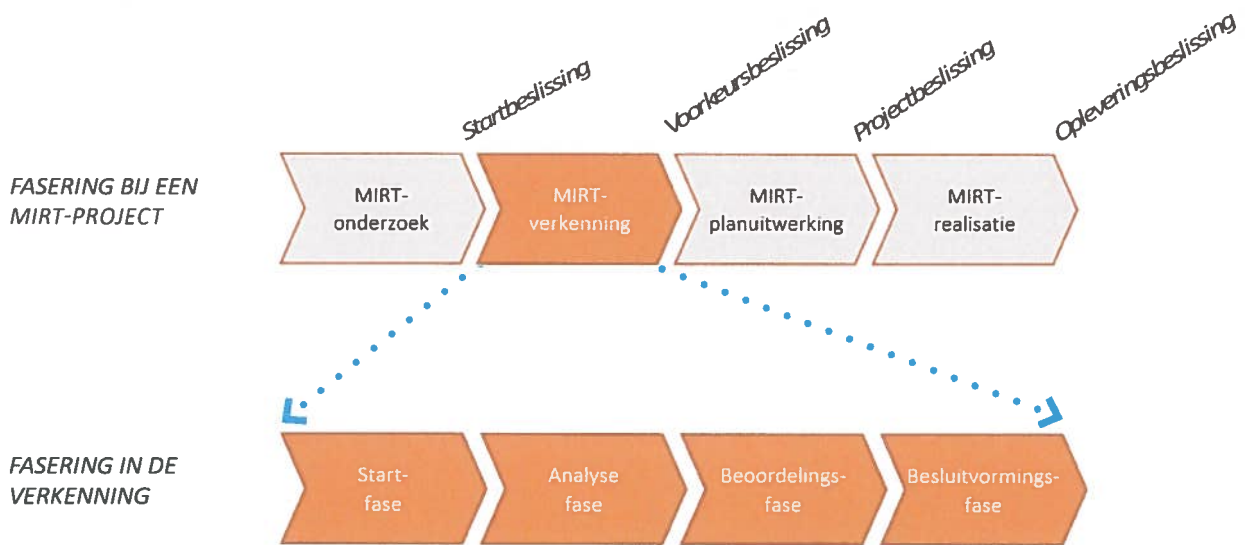 Startbeslissing
Voorkeursbeslissing
Projectbeslissing
Opleveringsbeslissing
FASERING BIJ EEN
MIRT-PROJECT
MIRT-
onderzoek
MIRT-
verkenning
MIRT-
planuitwerking
MIRT-
realisatie
FASERING IN DE
VERKENNING
Start-
fase
Analyse
fase
Beoordelings-
fase
Besluitvormings-
fase